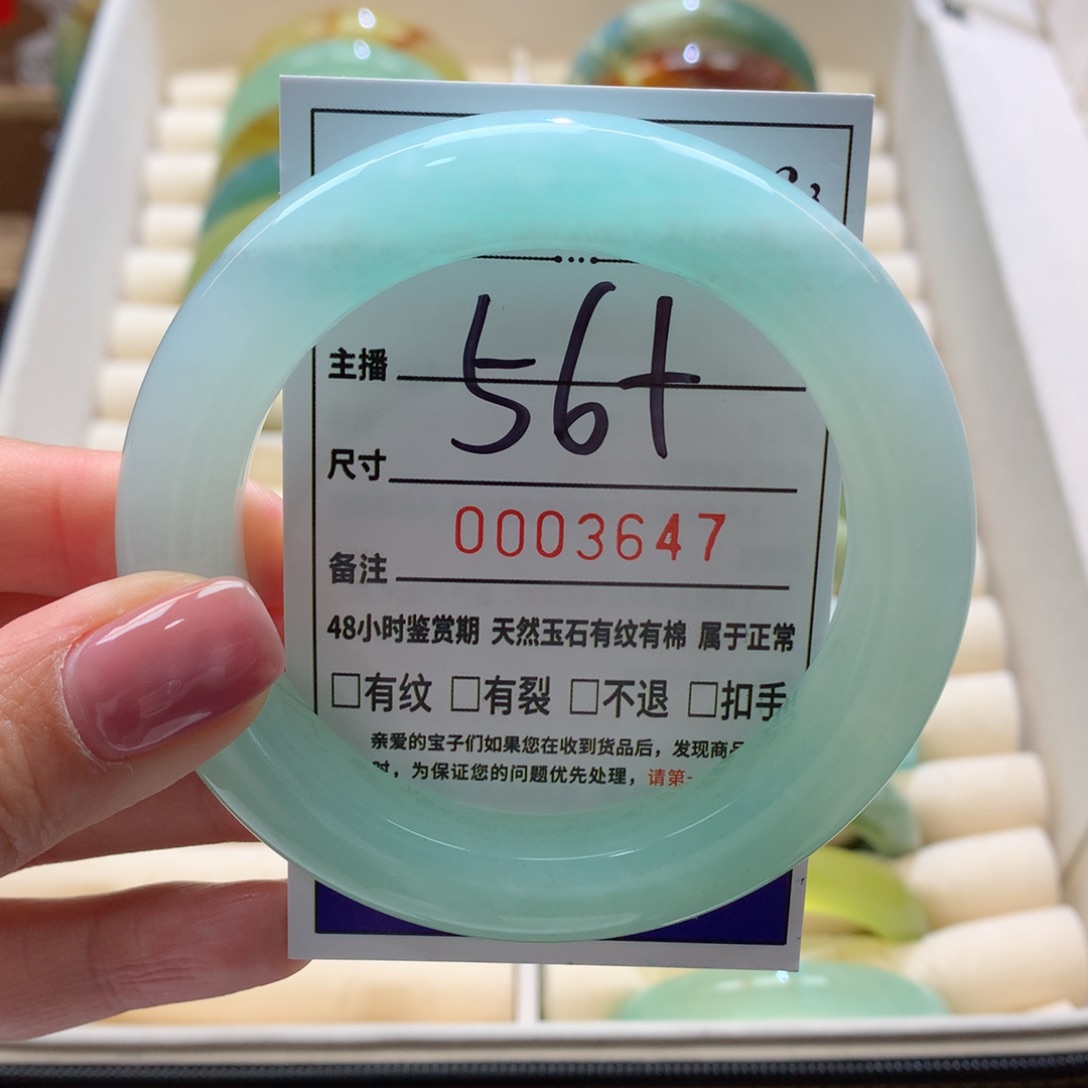 56+
主播
尺寸
0003647
备注
48小时鉴赏期 天然玉石有纹有棉 属于正常
□有纹 □有裂 □不退 □扣手
亲爱的宝子们如果您在收到货品后，发现商品
时，为保证您的问题优先处理，请第一